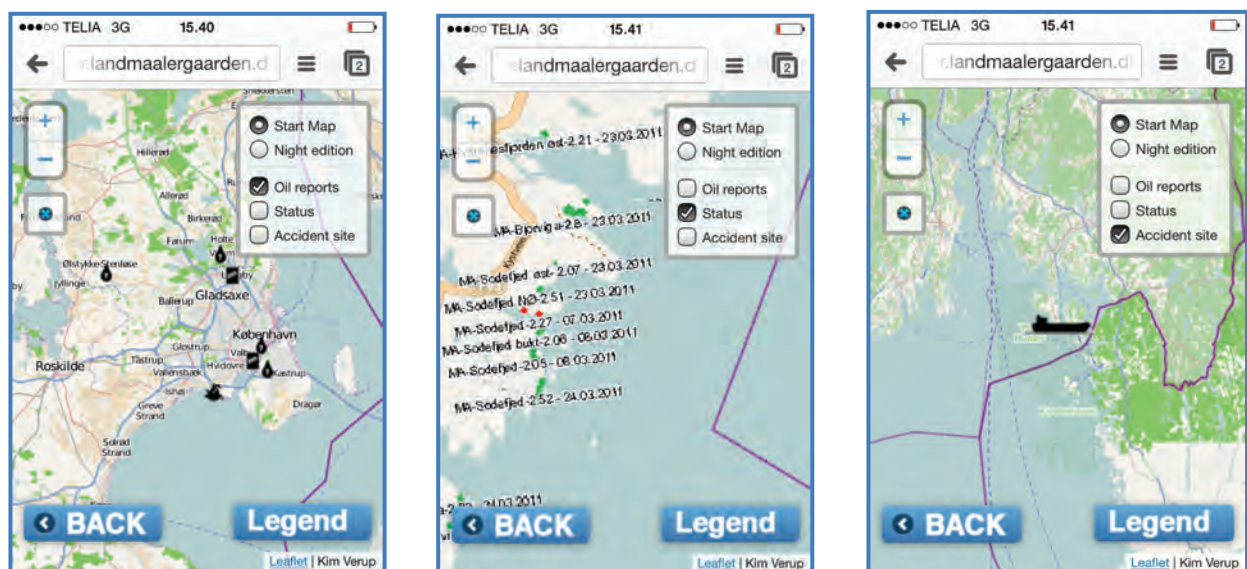 TELIA 3G 15.40
r.landmaalergaarden.d
2
+
−
Start Map
Night edition
Oil reports
Status
Accident site
Hillerød
Allerød
Birkerød
Farum
Holte
Ølstykke-Stenløse
Jyllinge
Ballerup
Gladsaxe
København
Glostrup
Roskilde
Tåstrup
Hvidovre
Vallensbæk
Kastrup
Ishøj
Greve
Strand
Dragør
Solrød
Strand
BACK
Legend
Leaflet | Kim Verup
TELIA 3G 15.41
elandmaalergaarden.d
2
+
−
Start Map
Night edition
Oil reports
Status
Accident site
MA-Bjorvig a-2.8 - 23.03.2011
MA-Sodefjed øst-2.07 - 23.03.2011
MA-Sodefjed NØ-2.51 - 23.03.2011
MA-Sodefjed-2.27 - 07.03.2011
MA-Sodefjed bukt-2.06 - 08.03.2011
MA-Sodefjed-2.05 - 08.03.2011
MA-Sodefjed-2.52 - 24.03.2011
BACK
Legend
Leaflet | Kim Verup
TELIA 3G 15.41
r.landmaalergaarden.d
2
+
−
Start Map
Night edition
Oil reports
Status
Accident site
BACK
Legend
Leaflet | Kim Verup